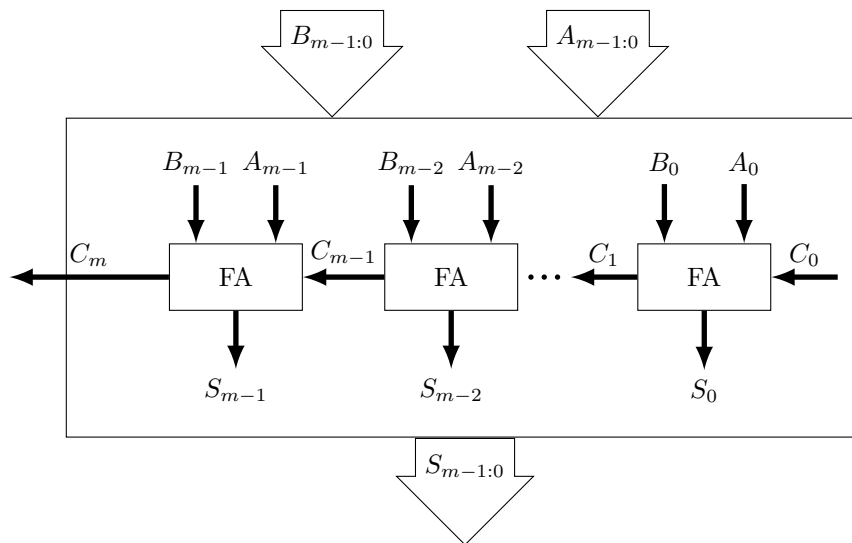 $B_{m-1:0}$ $A_{m-1:0}$
$B_{m-1}$ $A_{m-1}$ $B_{m-2}$ $A_{m-2}$ $B_0$ $A_0$
$C_m$ $C_{m-1}$ $C_1$ $C_0$
FA FA ··· FA
$S_{m-1}$ $S_{m-2}$ $S_0$
$S_{m-1:0}$